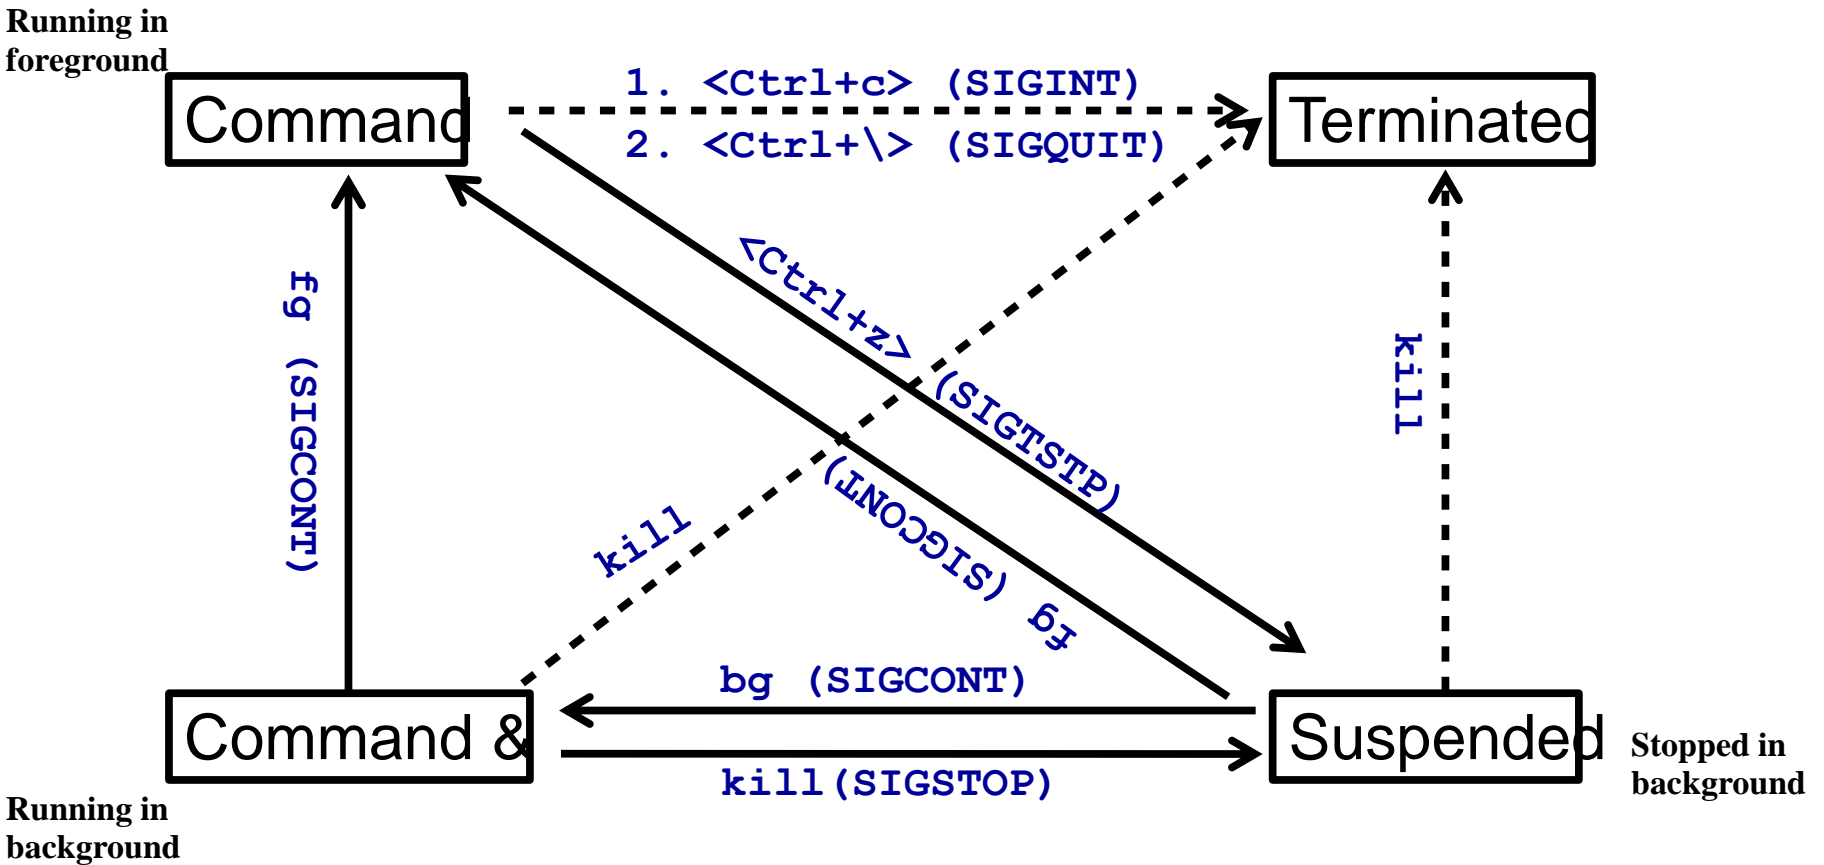 Running in
foreground
Command
1. <Ctrl+c> (SIGINT)
2. <Ctrl+\> (SIGQUIT)
Terminated
<Ctrl+z> (SIGTSTP)
fg (SIGCONT)
fg (SIGCONT)
kill
kill
bg (SIGCONT)
kill(SIGSTOP)
Command &
Suspended
Stopped in
background
Running in
background